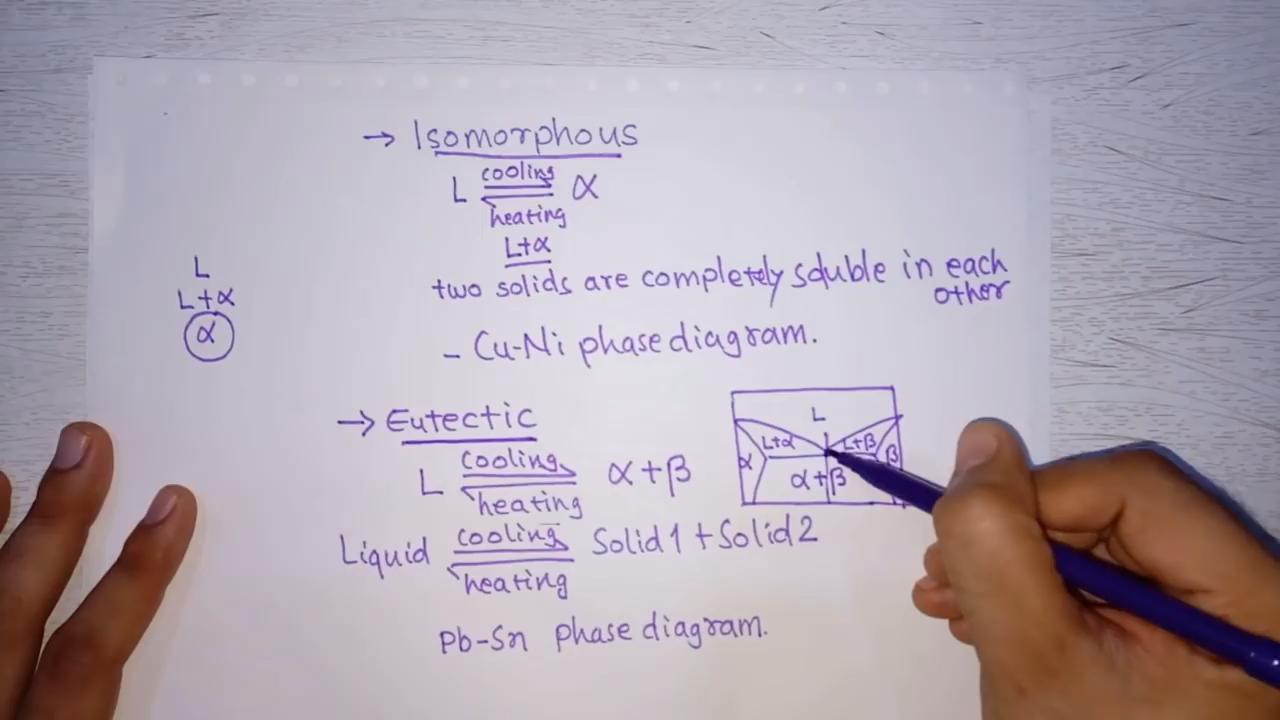 → Isomorphous
cooling
L ⇌ α
heating
L+α
two solids are completely soluble in each
other
- Cu-Ni phase diagram.
L
L+α
α
→ Eutectic
cooling
L ⇌ α+β
heating
cooling
Liquid ⇌ Solid 1 + Solid 2
heating
Pb-Sn phase diagram.
L
L+α L+β
α β
α+β